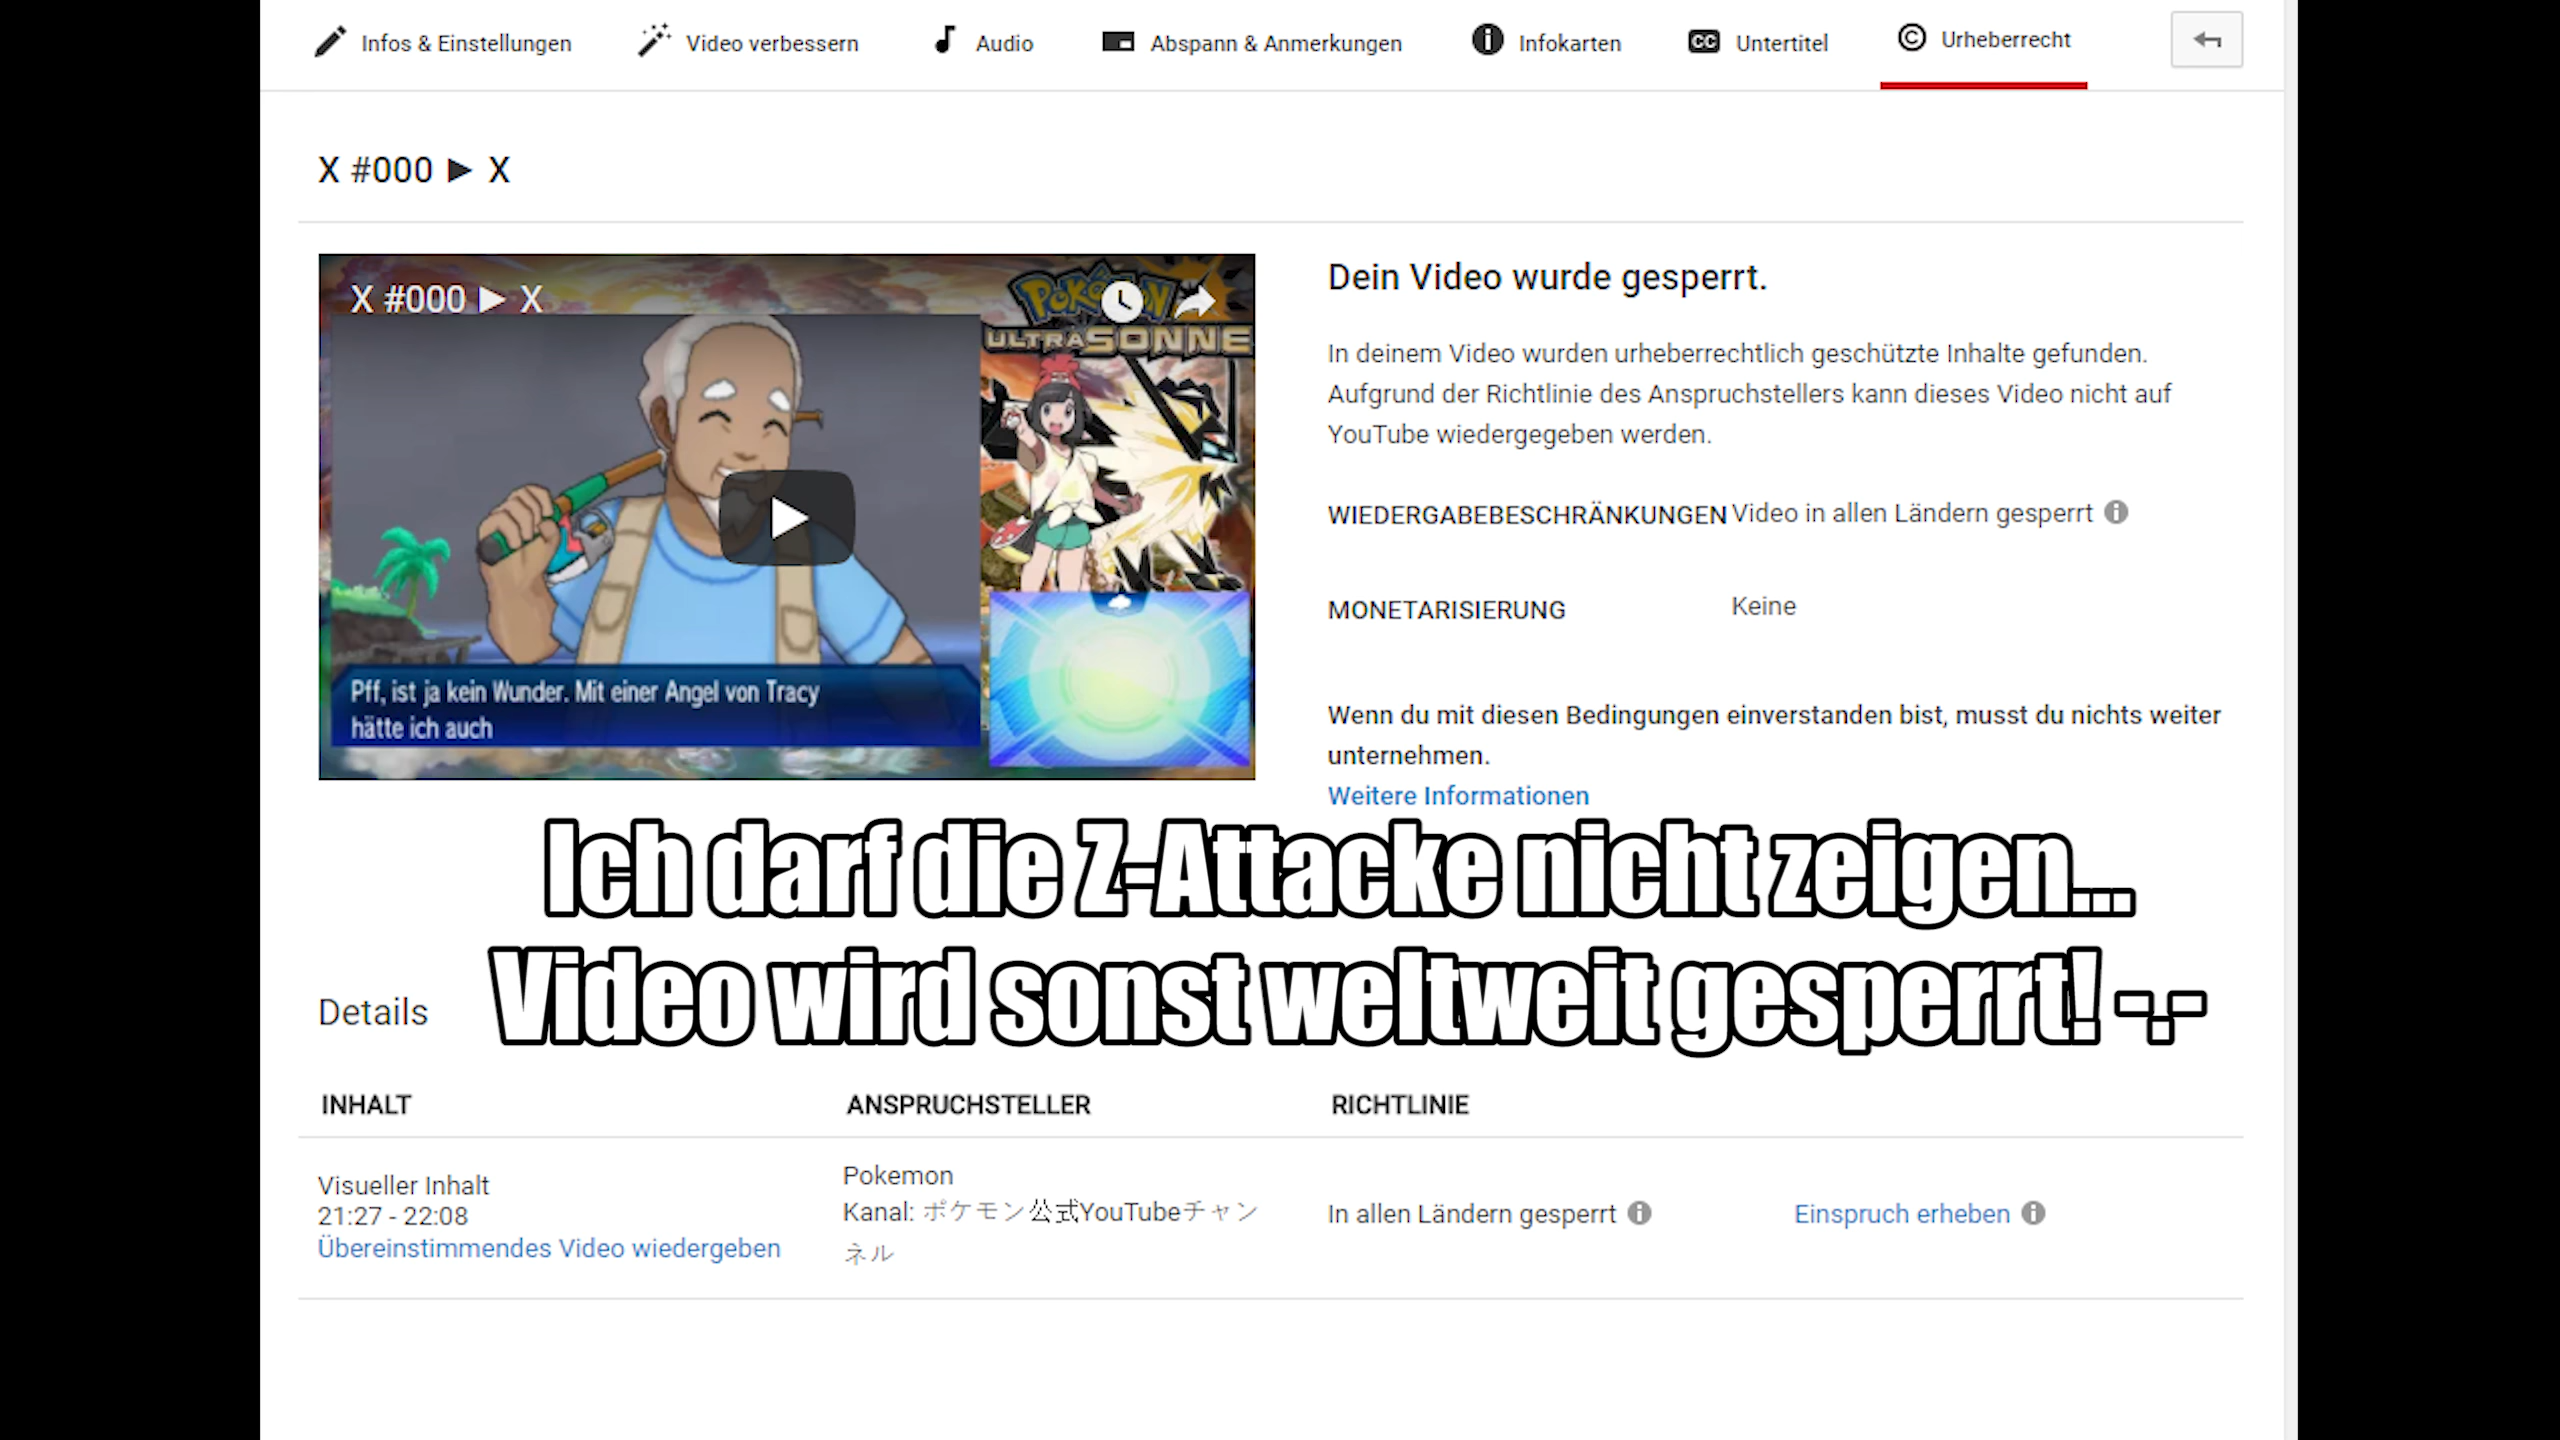 Infos & Einstellungen
Video verbessern
Audio
Abspann & Anmerkungen
Infokarten
CC Untertitel
© Urheberrecht
X #000 ► X
X #000 ► X
POKÉMON
ULTRASONNE
Pff, ist ja kein Wunder. Mit einer Angel von Tracy
hätte ich auch
Dein Video wurde gesperrt.
In deinem Video wurden urheberrechtlich geschützte Inhalte gefunden.
Aufgrund der Richtlinie des Anspruchstellers kann dieses Video nicht auf
YouTube wiedergegeben werden.
WIEDERGABEBESCHRÄNKUNGEN Video in allen Ländern gesperrt
MONETARISIERUNG Keine
Wenn du mit diesen Bedingungen einverstanden bist, musst du nichts weiter
unternehmen.
Weitere Informationen
Ich darf die Z-Attacke nicht zeigen...
Video wird sonst weltweit gesperrt! -.-
Details
INHALT
ANSPRUCHSTELLER
RICHTLINIE
Visueller Inhalt
21:27 - 22:08
Übereinstimmendes Video wiedergeben
Pokemon
Kanal: ポケモン公式YouTubeチャン
ネル
In allen Ländern gesperrt
Einspruch erheben